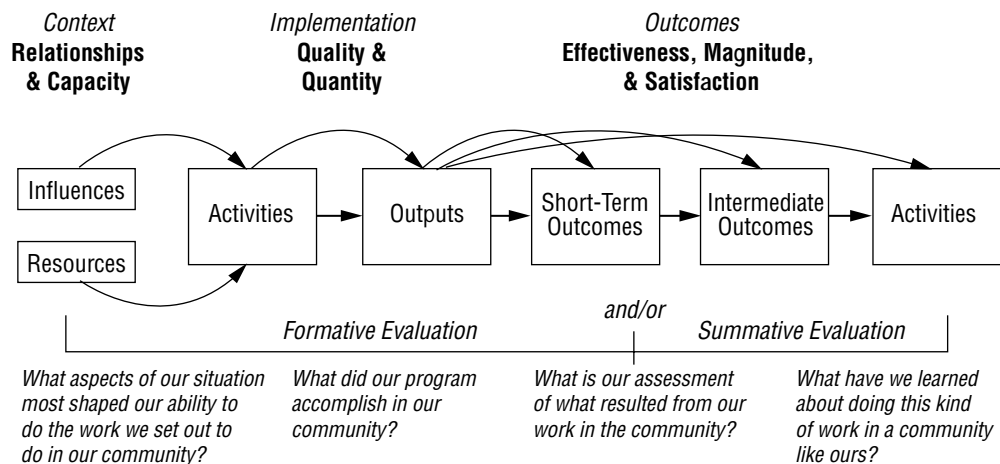 Context
Relationships
& Capacity
Implementation
Quality &
Quantity
Outcomes
Effectiveness, Magnitude,
& Satisfaction
Influences
Resources
Activities
Outputs
Short-Term
Outcomes
Intermediate
Outcomes
Activities
Formative Evaluation
and/or
Summative Evaluation
What aspects of our situation
most shaped our ability to
do the work we set out to
do in our community?
What did our program
accomplish in our
community?
What is our assessment
of what resulted from our
work in the community?
What have we learned
about doing this kind
of work in a community
like ours?